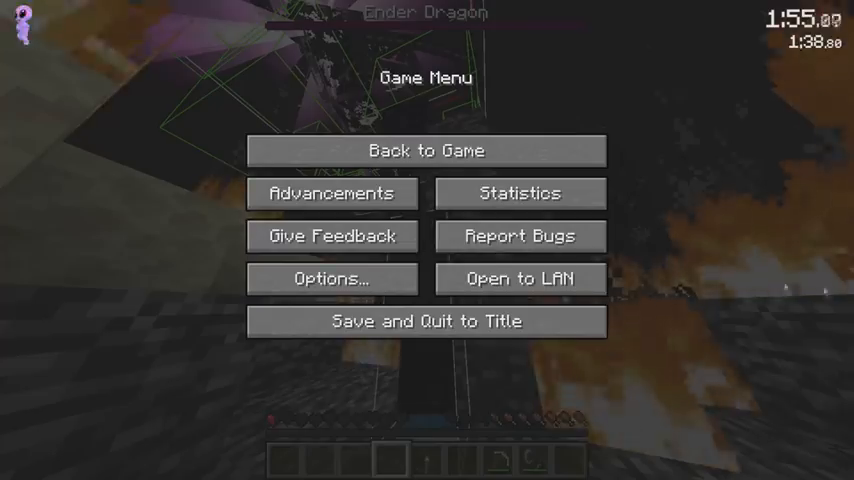 Ender Dragon
1:55.09
1:38.80
Game Menu
Back to Game
Advancements
Statistics
Give Feedback
Report Bugs
Options...
Open to LAN
Save and Quit to Title